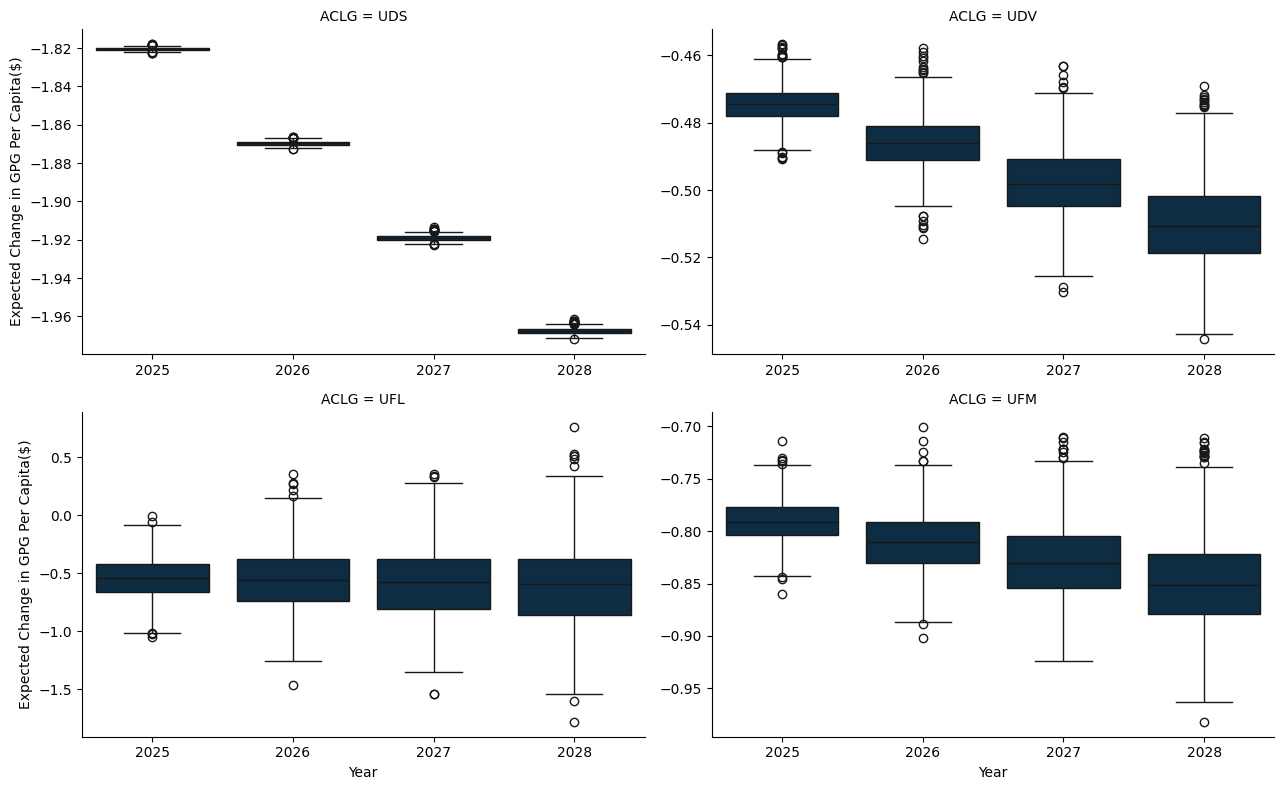 ACLG = UDS
Expected Change in GPG Per Capita($)
−1.82
−1.84
−1.86
−1.88
−1.90
−1.92
−1.94
−1.96
2025 2026 2027 2028
ACLG = UDV
−0.46
−0.48
−0.50
−0.52
−0.54
2025 2026 2027 2028
ACLG = UFL
Expected Change in GPG Per Capita($)
0.5
0.0
−0.5
−1.0
−1.5
2025 2026 2027 2028
Year
ACLG = UFM
−0.70
−0.75
−0.80
−0.85
−0.90
−0.95
2025 2026 2027 2028
Year